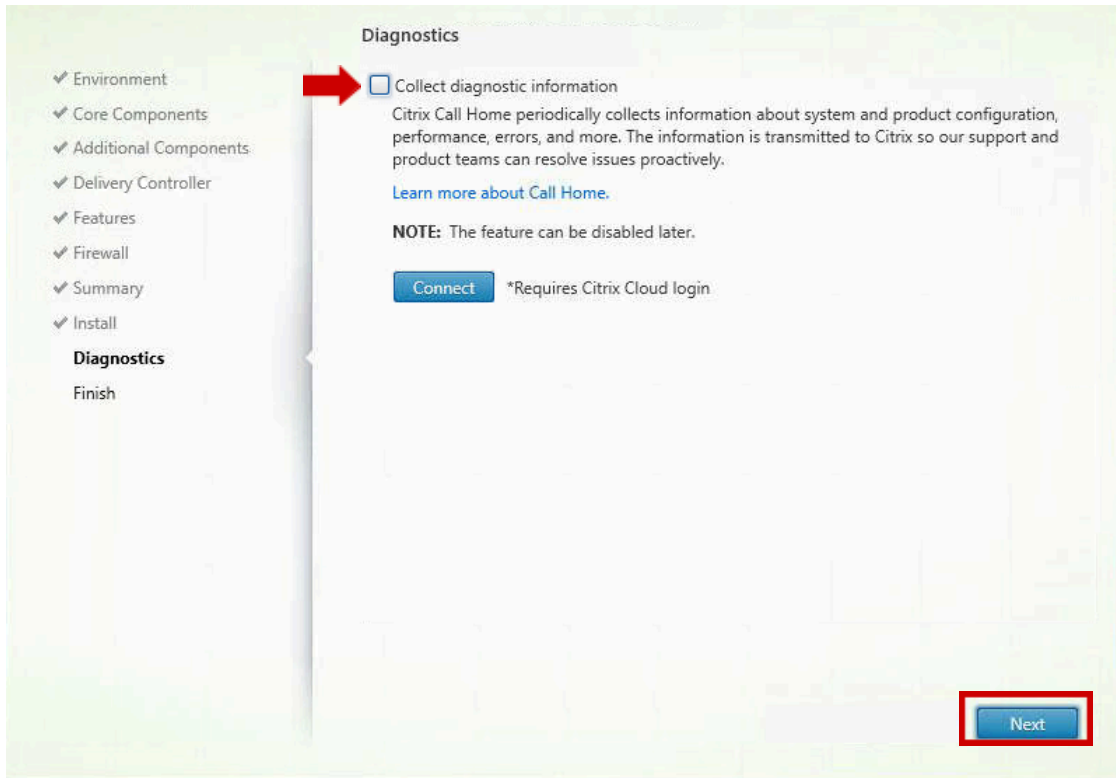 Diagnostics
Environment
Core Components
Additional Components
Delivery Controller
Features
Firewall
Summary
Install
Diagnostics
Finish
Collect diagnostic information
Citrix Call Home periodically collects information about system and product configuration,
performance, errors, and more. The information is transmitted to Citrix so our support and
product teams can resolve issues proactively.
Learn more about Call Home.
NOTE: The feature can be disabled later.
Connect *Requires Citrix Cloud login
Next